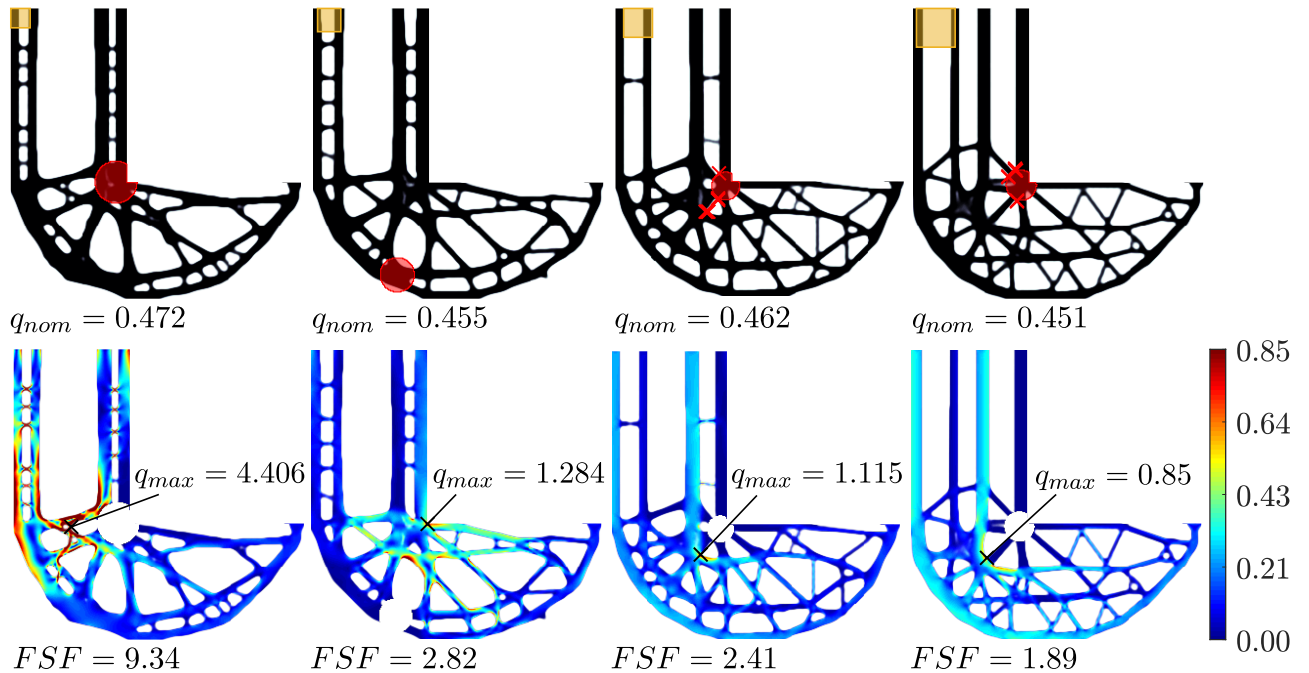 q_{nom} = 0.472
q_{nom} = 0.455
q_{nom} = 0.462
q_{nom} = 0.451
q_{max} = 4.406
q_{max} = 1.284
q_{max} = 1.115
q_{max} = 0.85
0.85
0.64
0.43
0.21
0.00
FSF = 9.34
FSF = 2.82
FSF = 2.41
FSF = 1.89